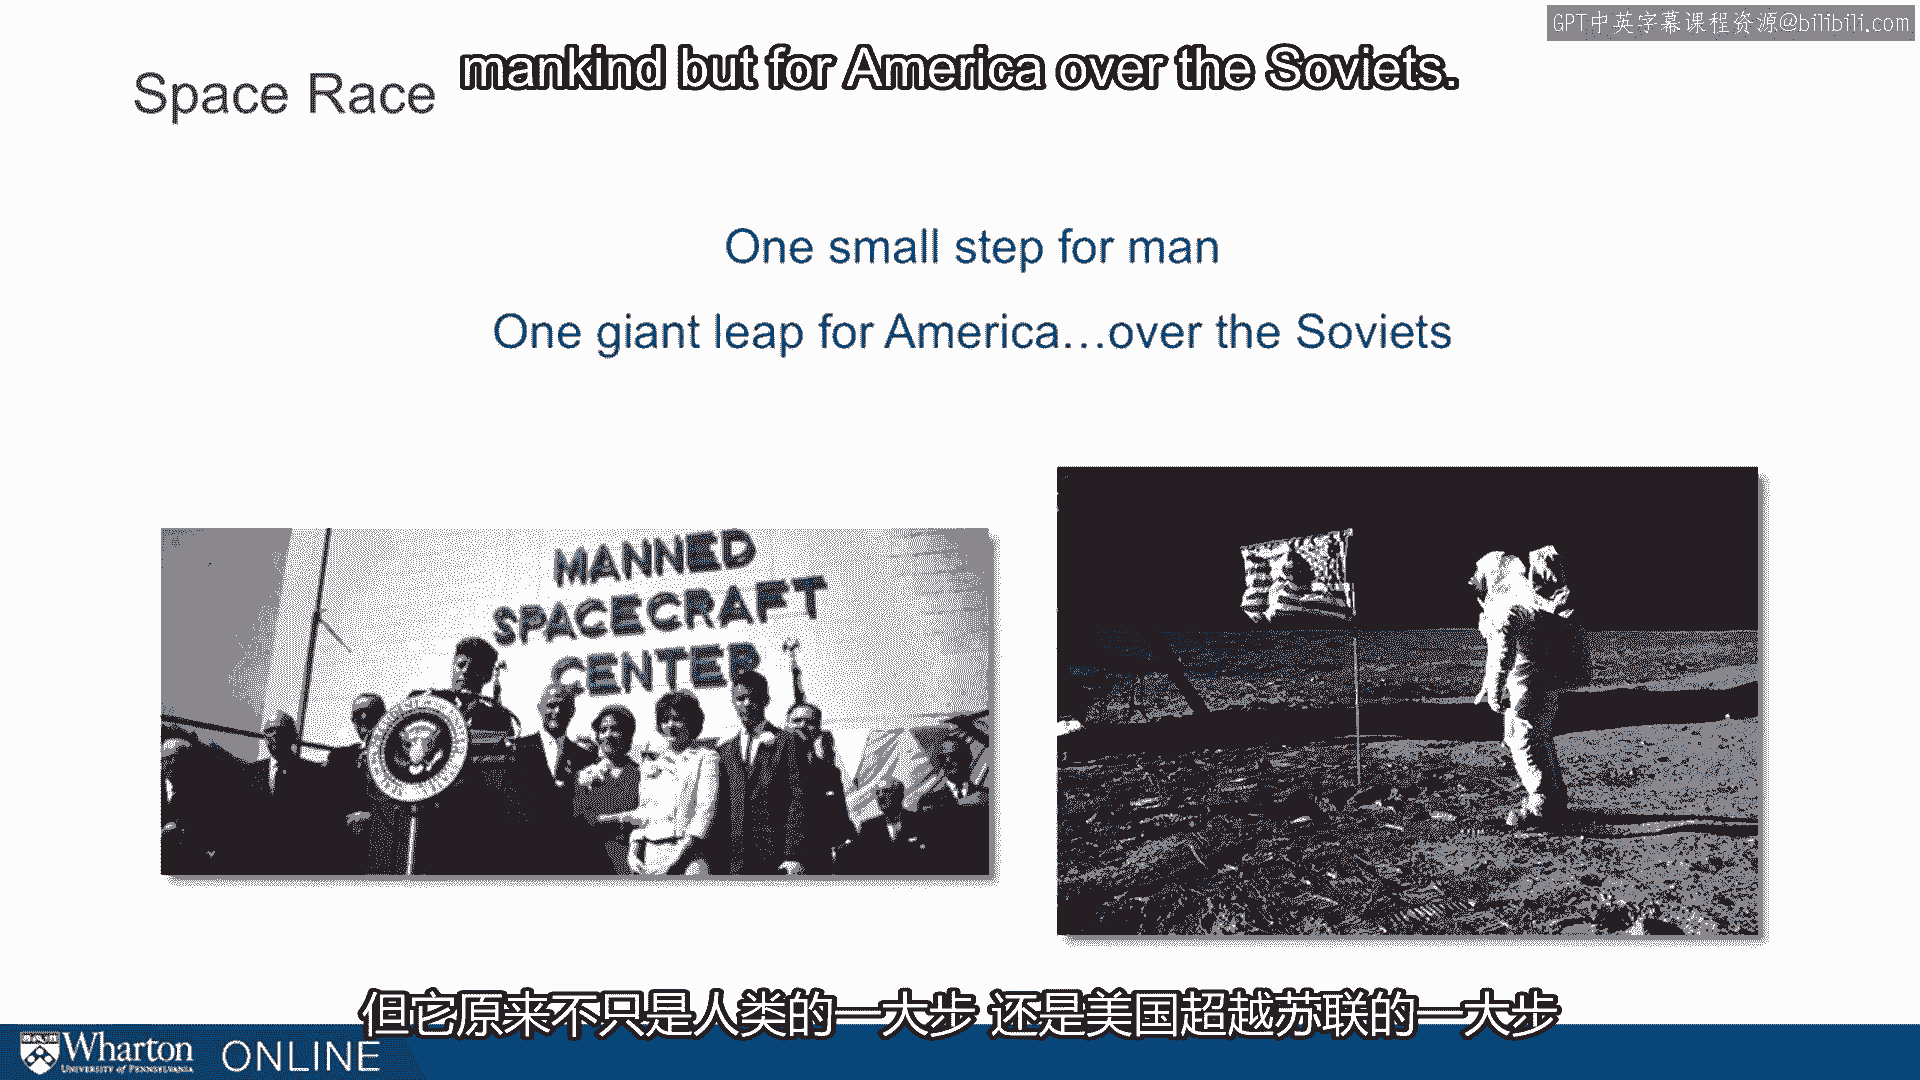 GPT中英字幕课程资源@bilibili.com
mankind but for America over the Soviets.
Space Race
One small step for man
One giant leap for America...over the Soviets
MANNED
SPACECRAFT
CENTER
但它原来不只是人类的一大步 还是美国超越苏联的一大步
Wharton ONLINE
UNIVERSITY OF PENNSYLVANIA